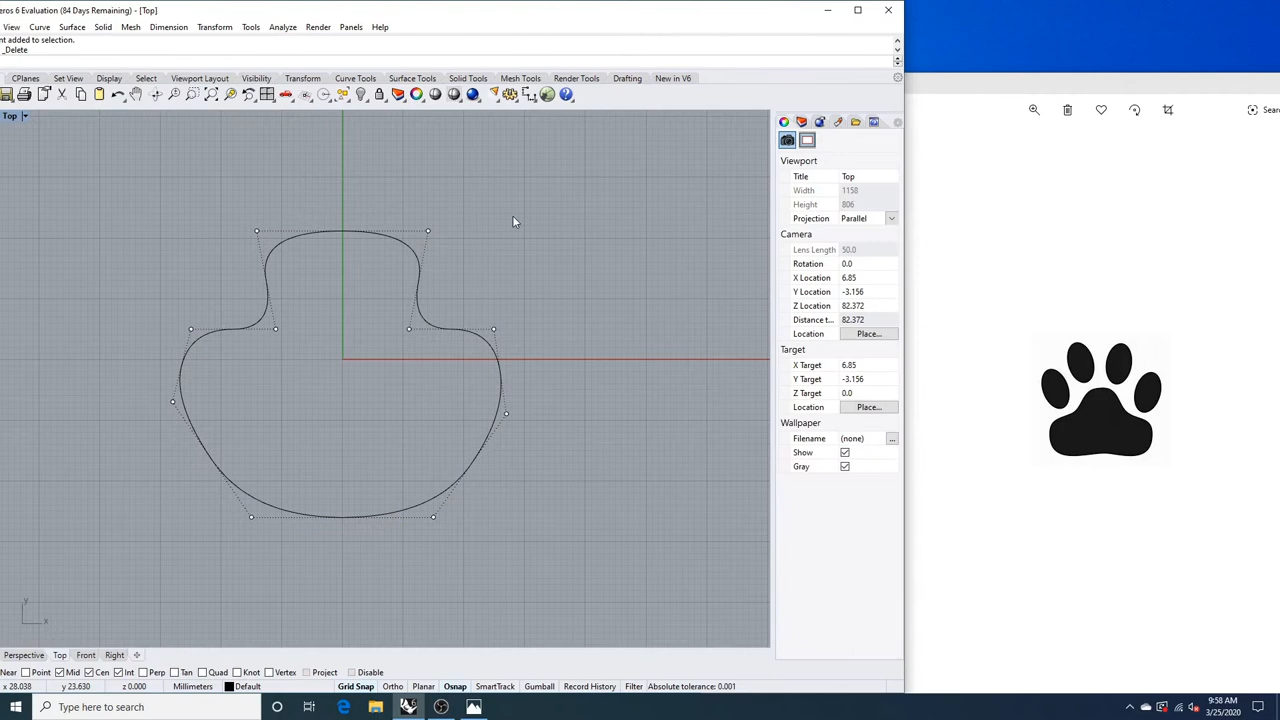 eros 6 Evaluation (84 Days Remaining) - [Top]
View Curve Surface Solid Mesh Dimension Transform Tools Analyze Render Panels Help
nt added to selection.
_Delete
CPlanes Set View Display Select Viewport Layout Visibility Transform Curve Tools Surface Tools Solid Tools Mesh Tools Render Tools Drafting New in V6
Top
Sear
Viewport
Title Top
Width 1158
Height 806
Projection Parallel
Camera
Lens Length 50.0
Rotation 0.0
X Location 6.85
Y Location -3.156
Z Location 82.372
Distance t... 82.372
Location Place...
Target
X Target 6.85
Y Target -3.156
Z Target 0.0
Location Place...
Wallpaper
Filename (none) ...
Show
Gray
y
x
Perspective Top Front Right
Near Point Mid Cen Int Perp Tan Quad Knot Vertex Project Disable
x 28.038 y 23.630 z 0.000 Millimeters Default Grid Snap Ortho Planar Osnap SmartTrack Gumball Record History Filter Absolute tolerance: 0.001
Type here to search
9:58 AM
3/25/2020